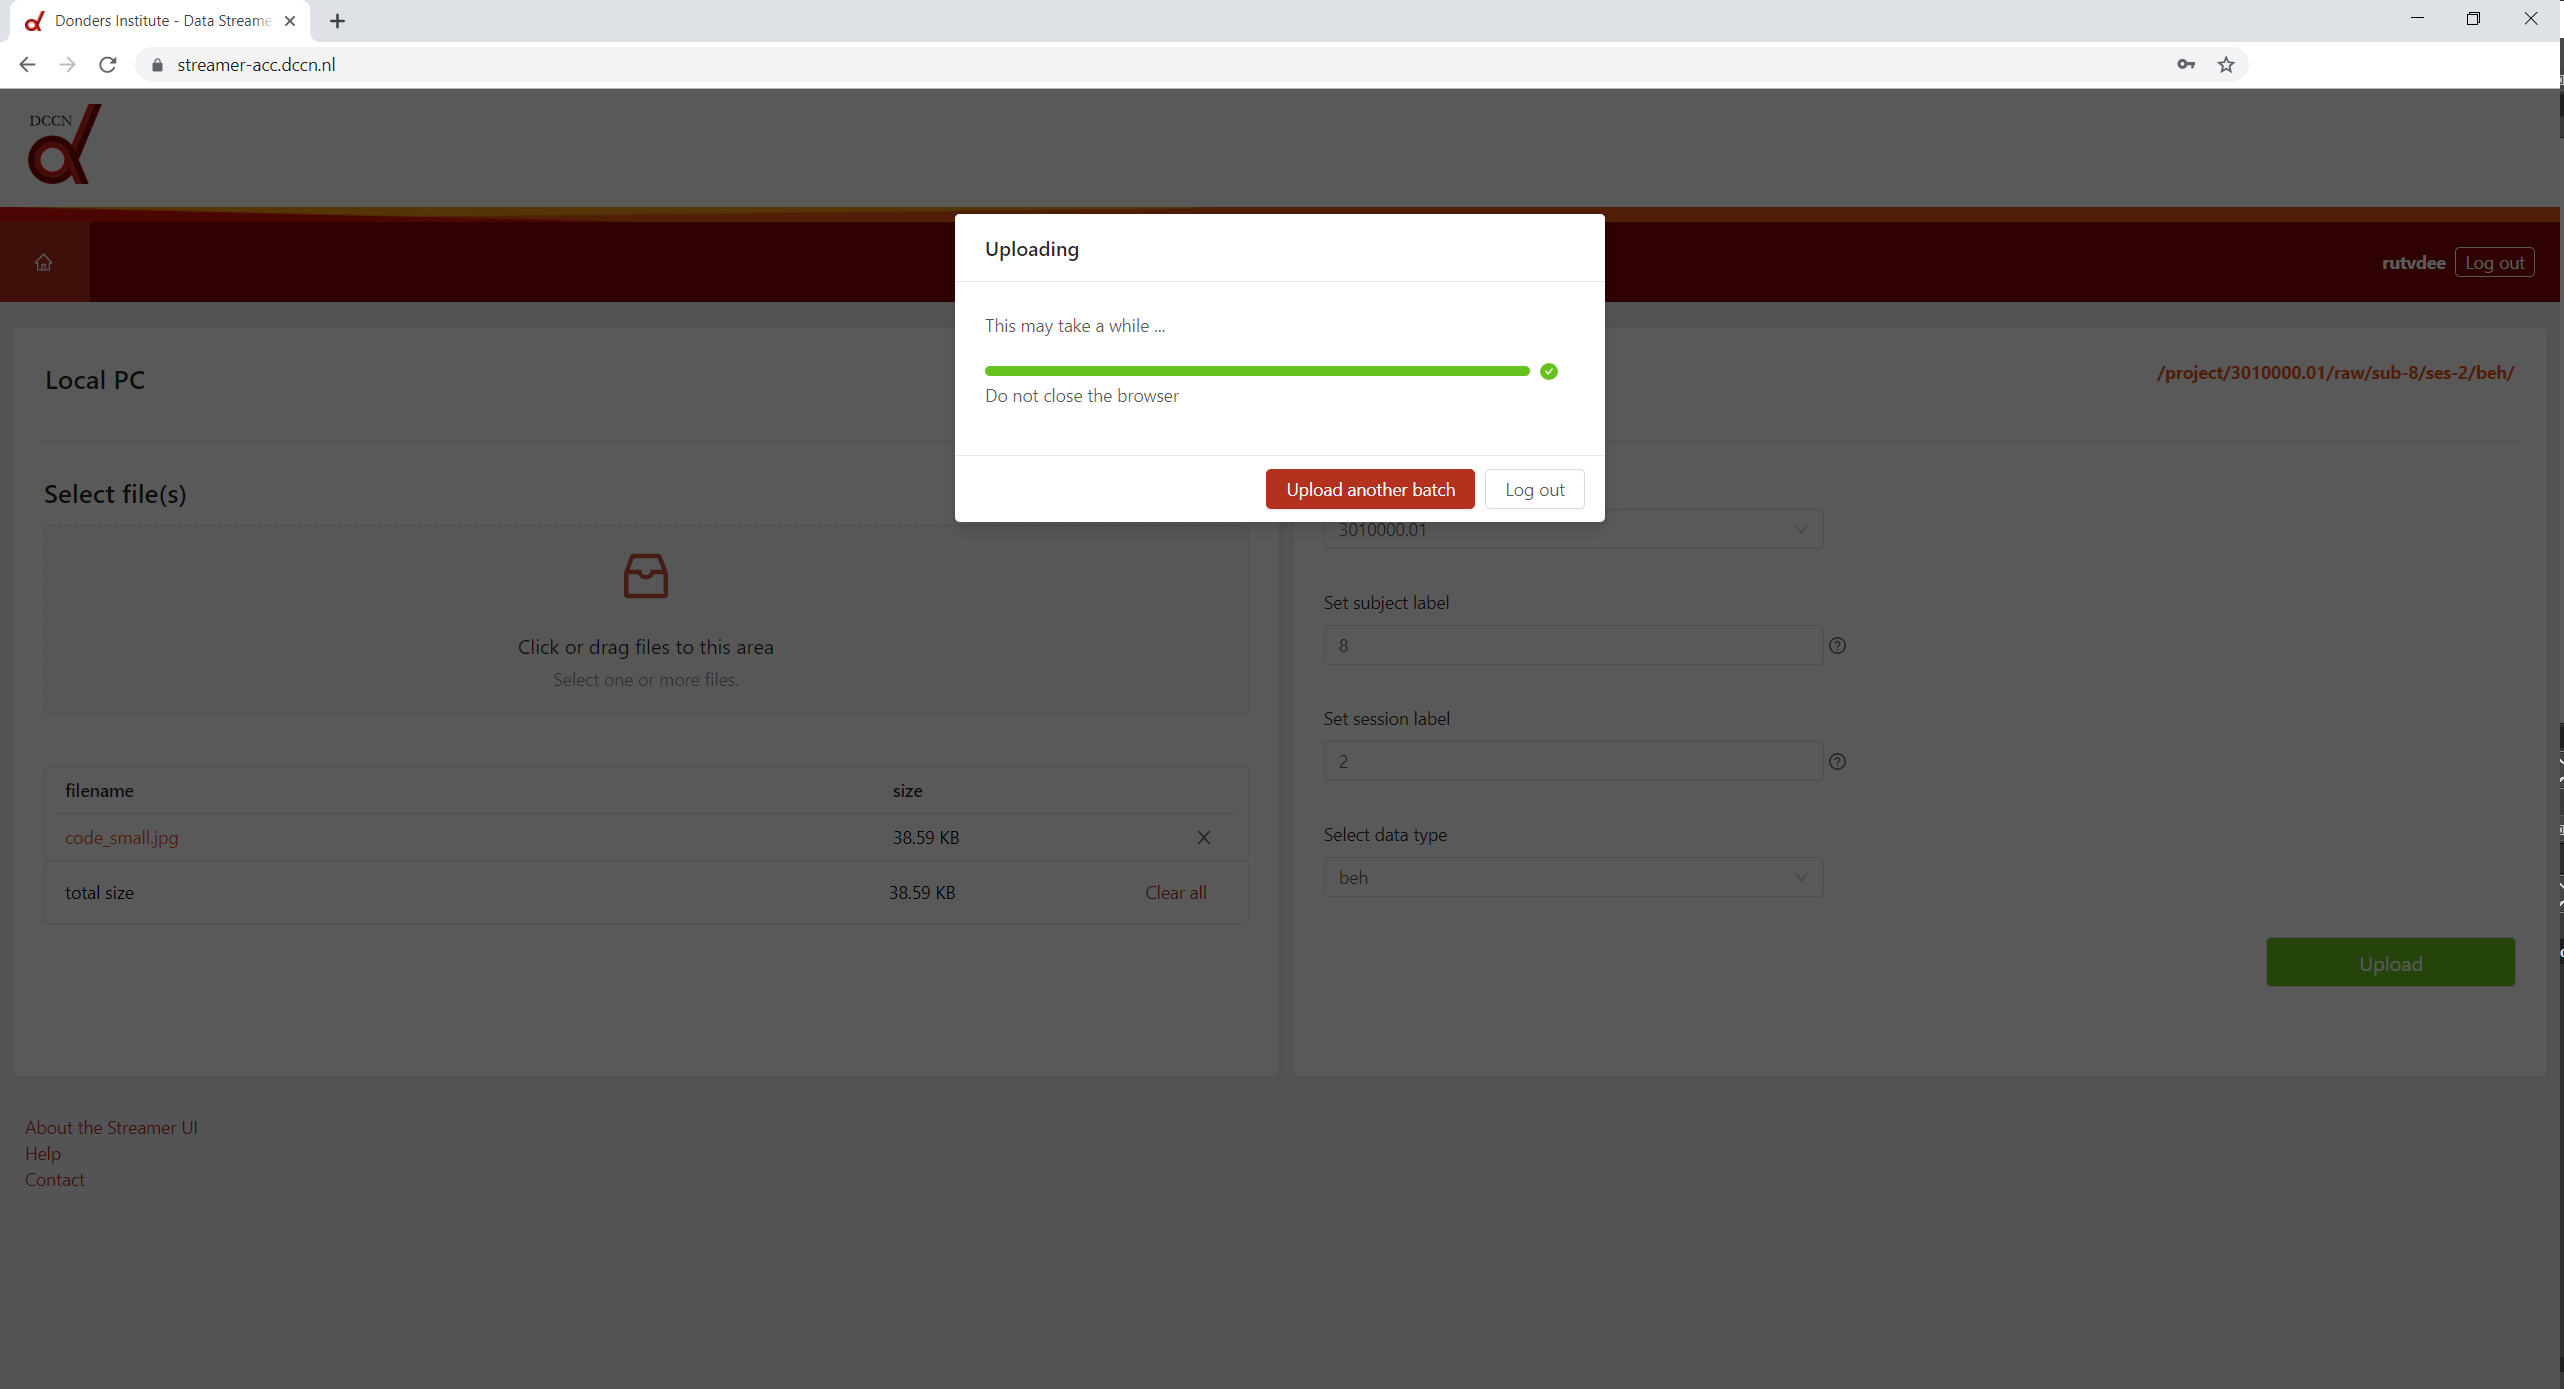 Donders Institute - Data Streame
streamer-acc.dccn.nl
DCCN
rutvdee
Log out
Uploading
This may take a while ...
Do not close the browser
Upload another batch
Log out
Local PC
/project/3010000.01/raw/sub-8/ses-2/beh/
Select file(s)
Click or drag files to this area
Select one or more files.
filename size
code_small.jpg 38.59 KB
total size 38.59 KB Clear all
3010000.01
Set subject label
8
Set session label
2
Select data type
beh
Upload
About the Streamer UI
Help
Contact